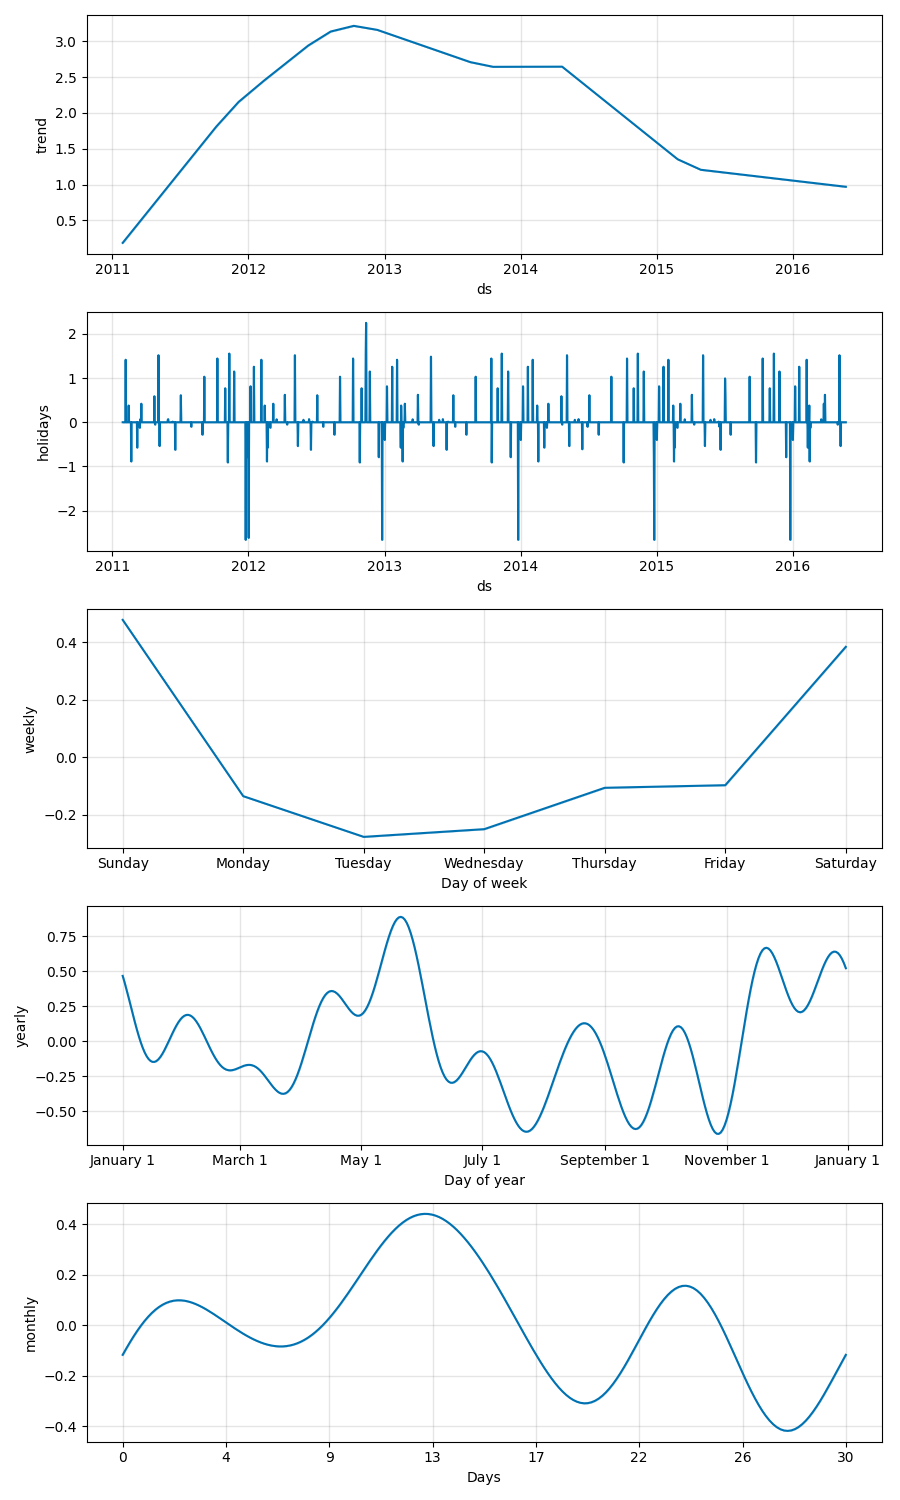 3.0
2.5
2.0
1.5
1.0
0.5
trend
2011 2012 2013 2014 2015 2016
ds
2
1
0
−1
−2
holidays
2011 2012 2013 2014 2015 2016
ds
0.4
0.2
0.0
−0.2
weekly
Sunday Monday Tuesday Wednesday Thursday Friday Saturday
Day of week
0.75
0.50
0.25
0.00
−0.25
−0.50
yearly
January 1 March 1 May 1 July 1 September 1 November 1 January 1
Day of year
0.4
0.2
0.0
−0.2
−0.4
monthly
0 4 9 13 17 22 26 30
Days